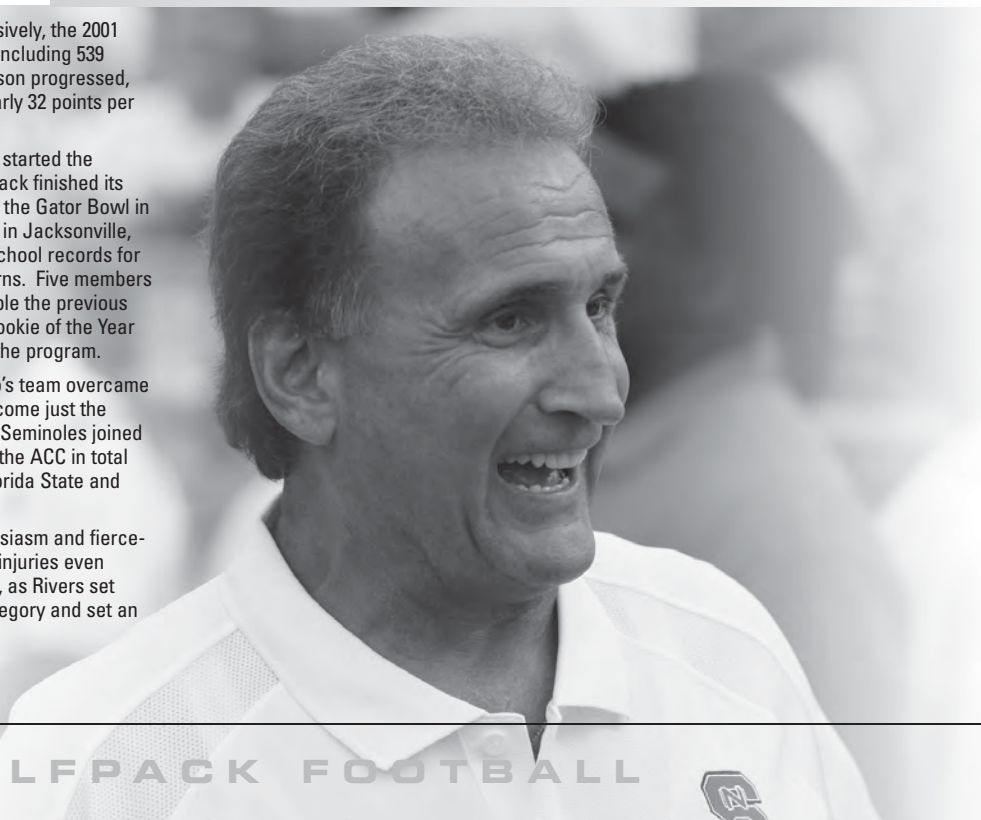 sively, the 2001
ncluding 539
son progressed,
rly 32 points per
started the
ack finished its
the Gator Bowl in
in Jacksonville,
chool records for
rns. Five members
ble the previous
ookie of the Year
he program.
o's team overcame
come just the
Seminoles joined
the ACC in total
orida State and
siasm and fierce-
injuries even
, as Rivers set
egory and set an
LFPACK FOOTBALL
N
S